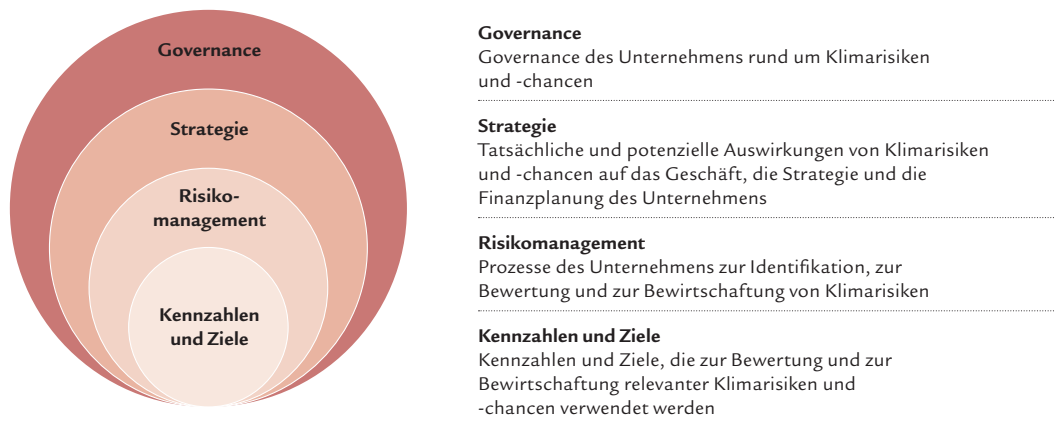 Governance
Strategie
Risiko-
management
Kennzahlen
und Ziele
Governance
Governance des Unternehmens rund um Klimarisiken
und -chancen
Strategie
Tatsächliche und potenzielle Auswirkungen von Klimarisiken
und -chancen auf das Geschäft, die Strategie und die
Finanzplanung des Unternehmens
Risikomanagement
Prozesse des Unternehmens zur Identifikation, zur
Bewertung und zur Bewirtschaftung von Klimarisiken
Kennzahlen und Ziele
Kennzahlen und Ziele, die zur Bewertung und zur
Bewirtschaftung relevanter Klimarisiken und
-chancen verwendet werden